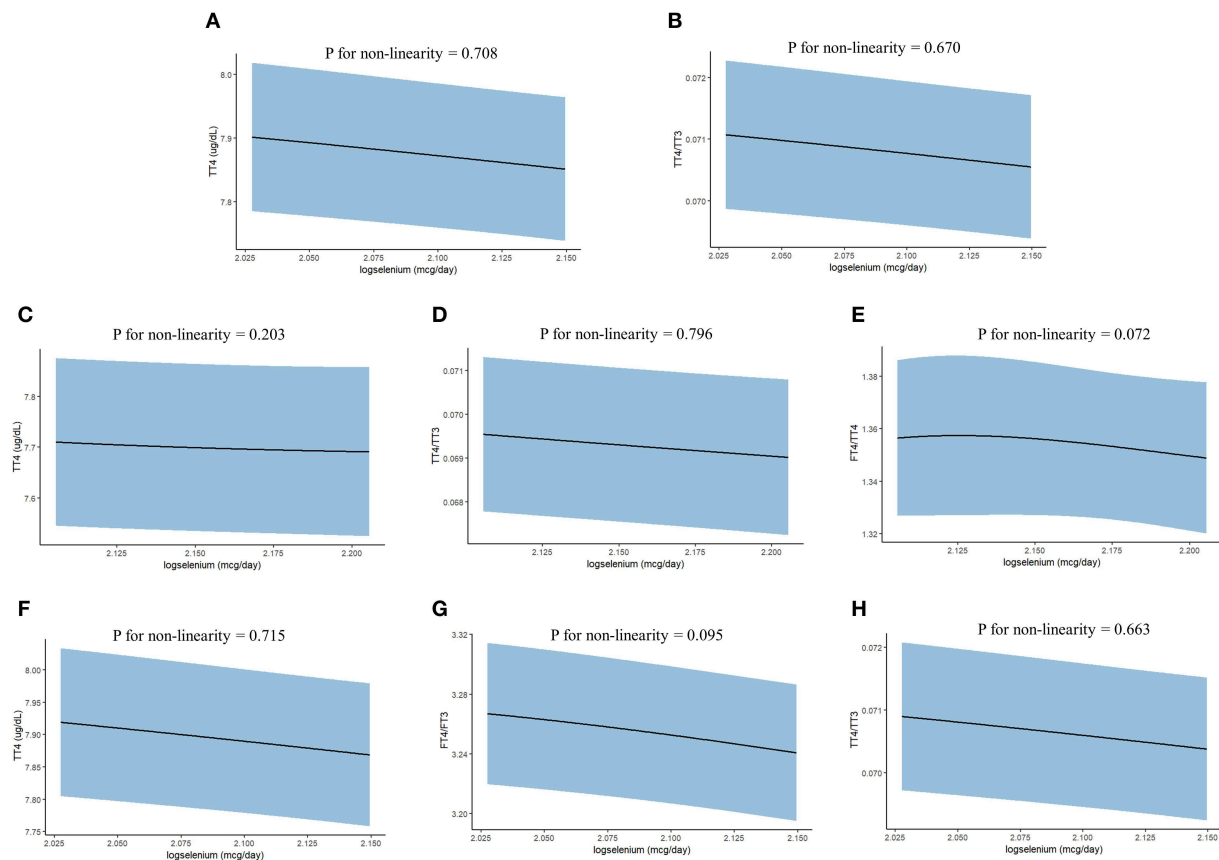 A
P for non-linearity = 0.708
TT4 (ug/dL)
8.0
7.9
7.8
2.025 2.050 2.075 2.100 2.125 2.150
logselenium (mcg/day)
B
P for non-linearity = 0.670
TT4/TT3
0.072
0.071
0.070
2.025 2.050 2.075 2.100 2.125 2.150
logselenium (mcg/day)
C
P for non-linearity = 0.203
TT4 (ug/dL)
7.8
7.7
7.6
2.125 2.150 2.175 2.200
logselenium (mcg/day)
D
P for non-linearity = 0.796
TT4/TT3
0.071
0.070
0.069
0.068
2.125 2.150 2.175 2.200
logselenium (mcg/day)
E
P for non-linearity = 0.072
FT4/TT4
1.38
1.36
1.34
1.32
2.125 2.150 2.175 2.200
logselenium (mcg/day)
F
P for non-linearity = 0.715
TT4 (ug/dL)
8.00
7.95
7.90
7.85
7.80
7.75
2.025 2.050 2.075 2.100 2.125 2.150
logselenium (mcg/day)
G
P for non-linearity = 0.095
FT4/FT3
3.32
3.28
3.24
3.20
2.025 2.050 2.075 2.100 2.125 2.150
logselenium (mcg/day)
H
P for non-linearity = 0.663
TT4/TT3
0.072
0.071
0.070
2.025 2.050 2.075 2.100 2.125 2.150
logselenium (mcg/day)